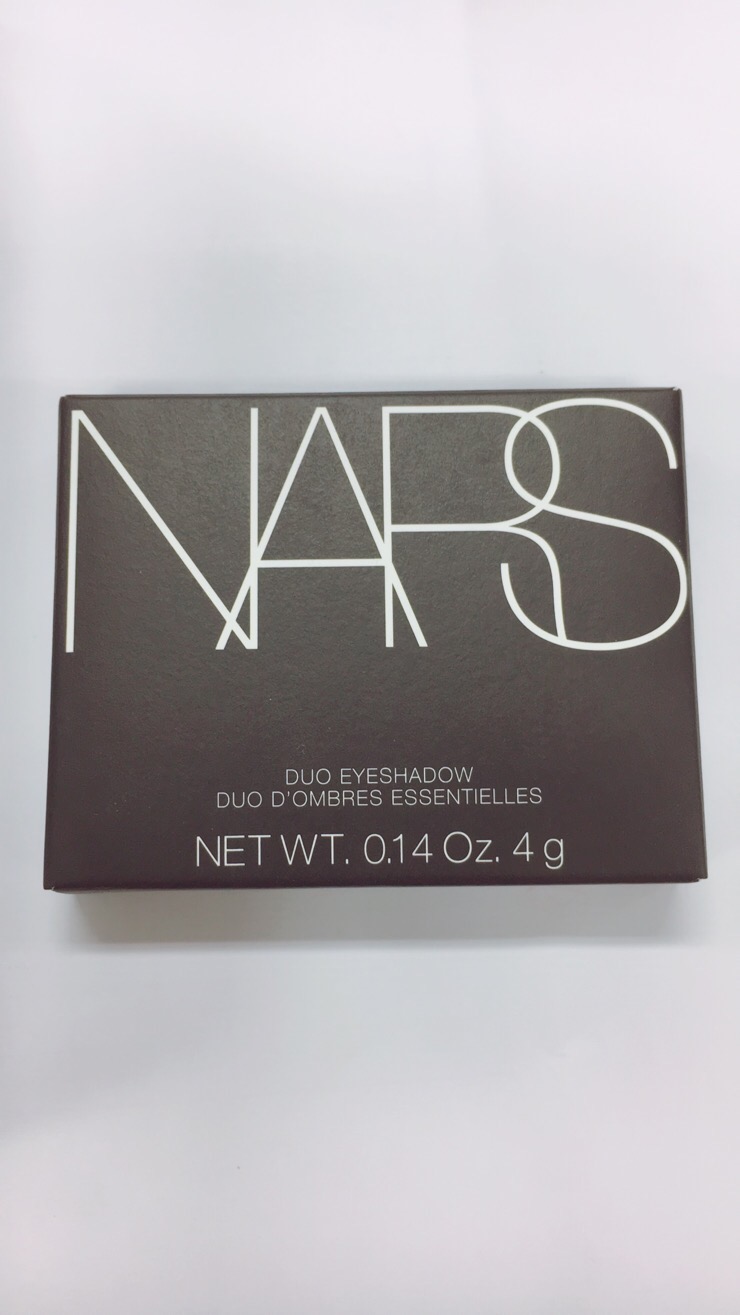 NARS
DUO EYESHADOW
DUO D'OMBRES ESSENTIELLES
NET WT. 0.14 Oz. 4 g